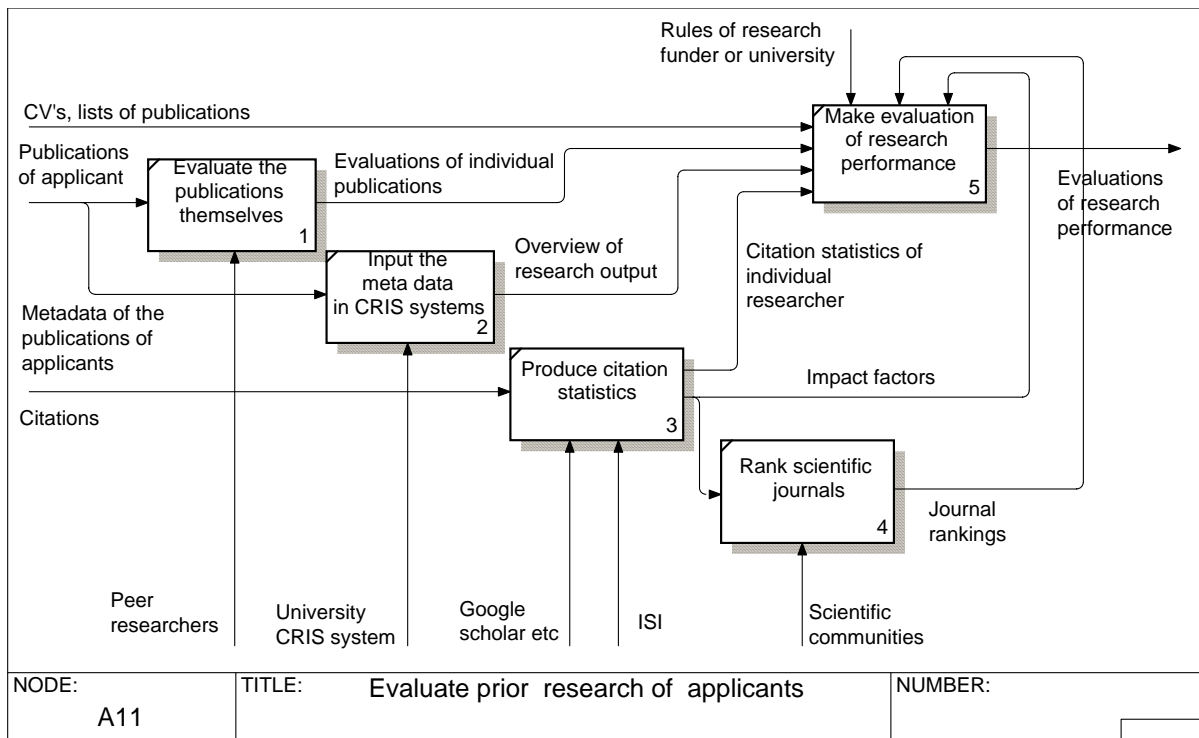 Rules of research
funder or university
CV's, lists of publications
Make evaluation
of research
performance
5
Publications
of applicant
Evaluate the
publications
themselves
1
Evaluations of individual
publications
Evaluations
of research
performance
Input the
meta data
in CRIS systems
2
Overview of
research output
Citation statistics of
individual
researcher
Metadata of the
publications of
applicants
Produce citation
statistics
3
Impact factors
Citations
Rank scientific
journals
4
Journal
rankings
Peer
researchers
University
CRIS system
Google
scholar etc
ISI
Scientific
communities
NODE:
A11
TITLE:
Evaluate prior research of applicants
NUMBER: